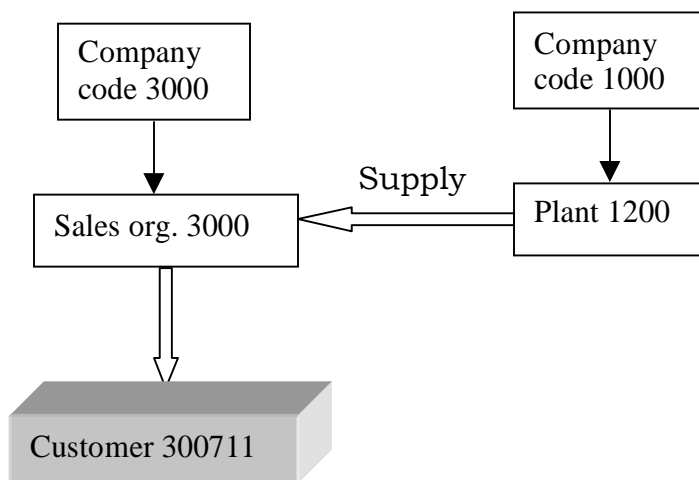 Company
code 3000
Company
code 1000
Supply
Sales org. 3000
Plant 1200
Customer 300711